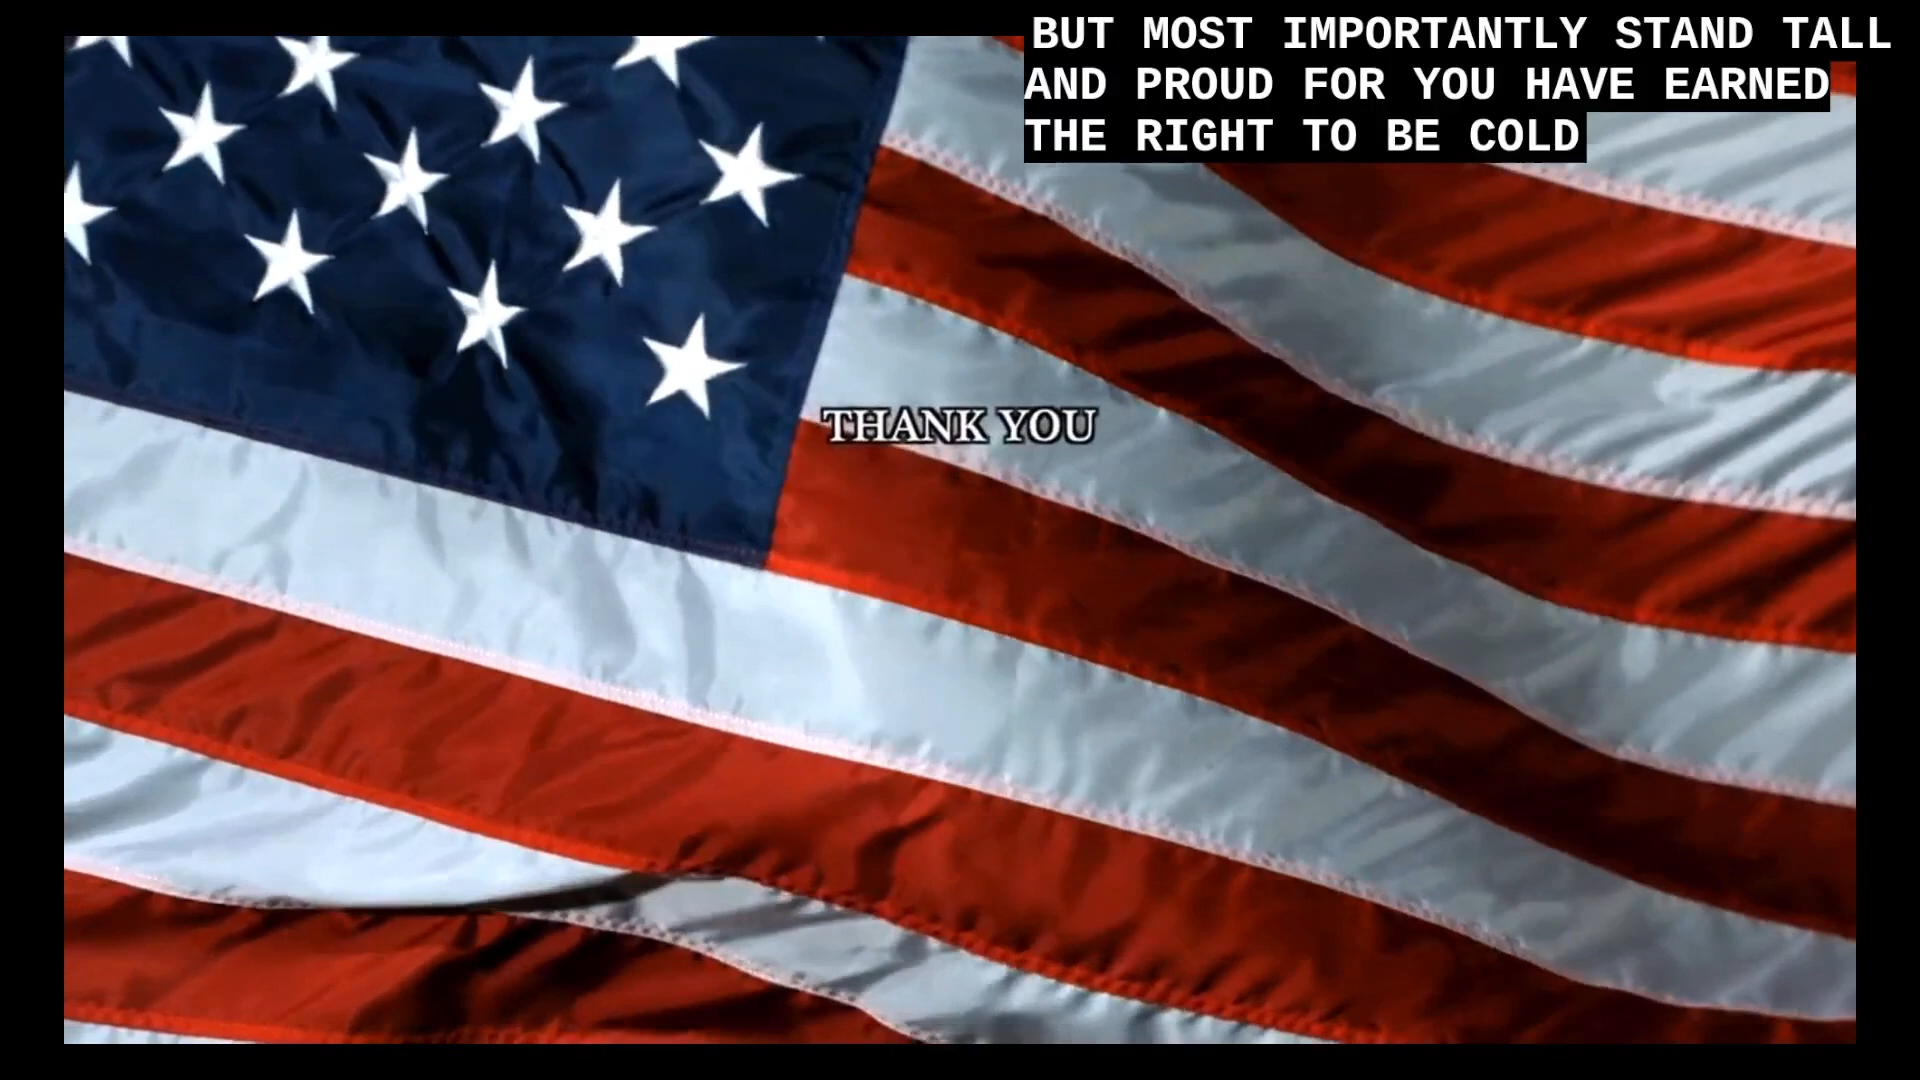 BUT MOST IMPORTANTLY STAND TALL
AND PROUD FOR YOU HAVE EARNED
THE RIGHT TO BE COLD
THANK YOU